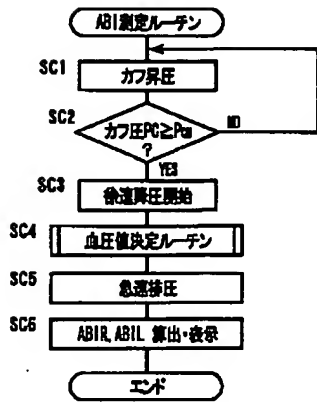 ABI測定ルーチン
SC1
カフ昇圧
SC2
カフ圧PC≧Pcm
?
NO
YES
SC3
徐速降圧開始
SC4
血圧値決定ルーチン
SC5
急速排圧
SC6
ABIR, ABIL 算出・表示
エンド